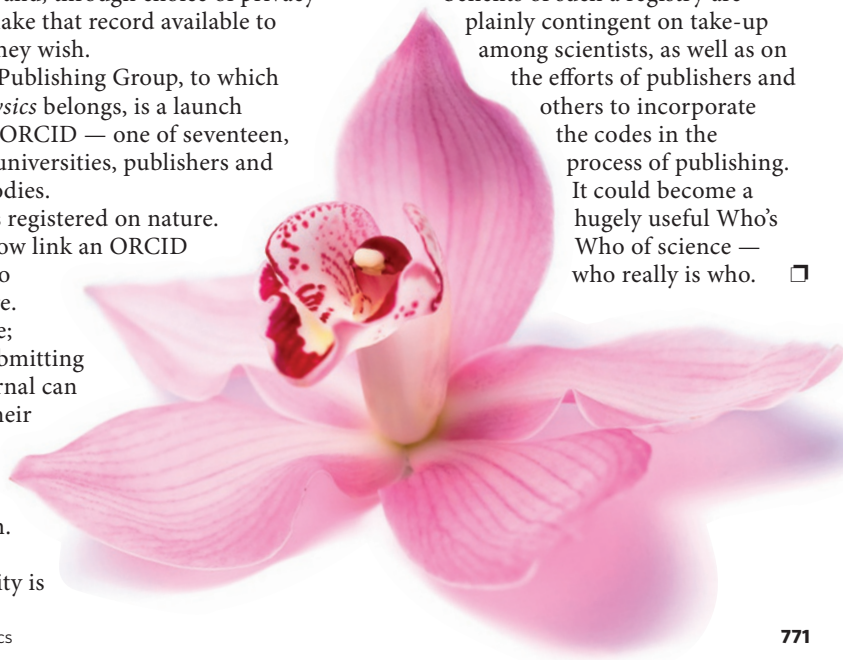 and, through choice of privacy
ake that record available to
hey wish.
Publishing Group, to which
ysics belongs, is a launch
ORCID — one of seventeen,
universities, publishers and
odies.
s registered on nature.
ow link an ORCID
o
e.
e;
bmitting
rnal can
heir
n.
ity is
benefits of such a registry are
plainly contingent on take-up
among scientists, as well as on
the efforts of publishers and
others to incorporate
the codes in the
process of publishing.
It could become a
hugely useful Who’s
Who of science —
who really is who. ❐
cs
771